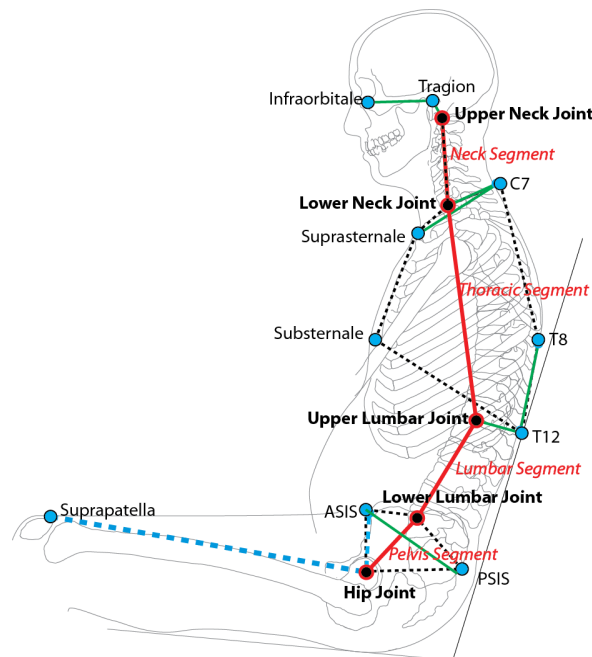 Tragion
Infraorbitale
Upper Neck Joint
Neck Segment
C7
Lower Neck Joint
Suprasternale
Thoracic Segment
Substernale
T8
Upper Lumbar Joint
T12
Lumbar Segment
Lower Lumbar Joint
Suprapatella
ASIS
Pelvis Segment
PSIS
Hip Joint